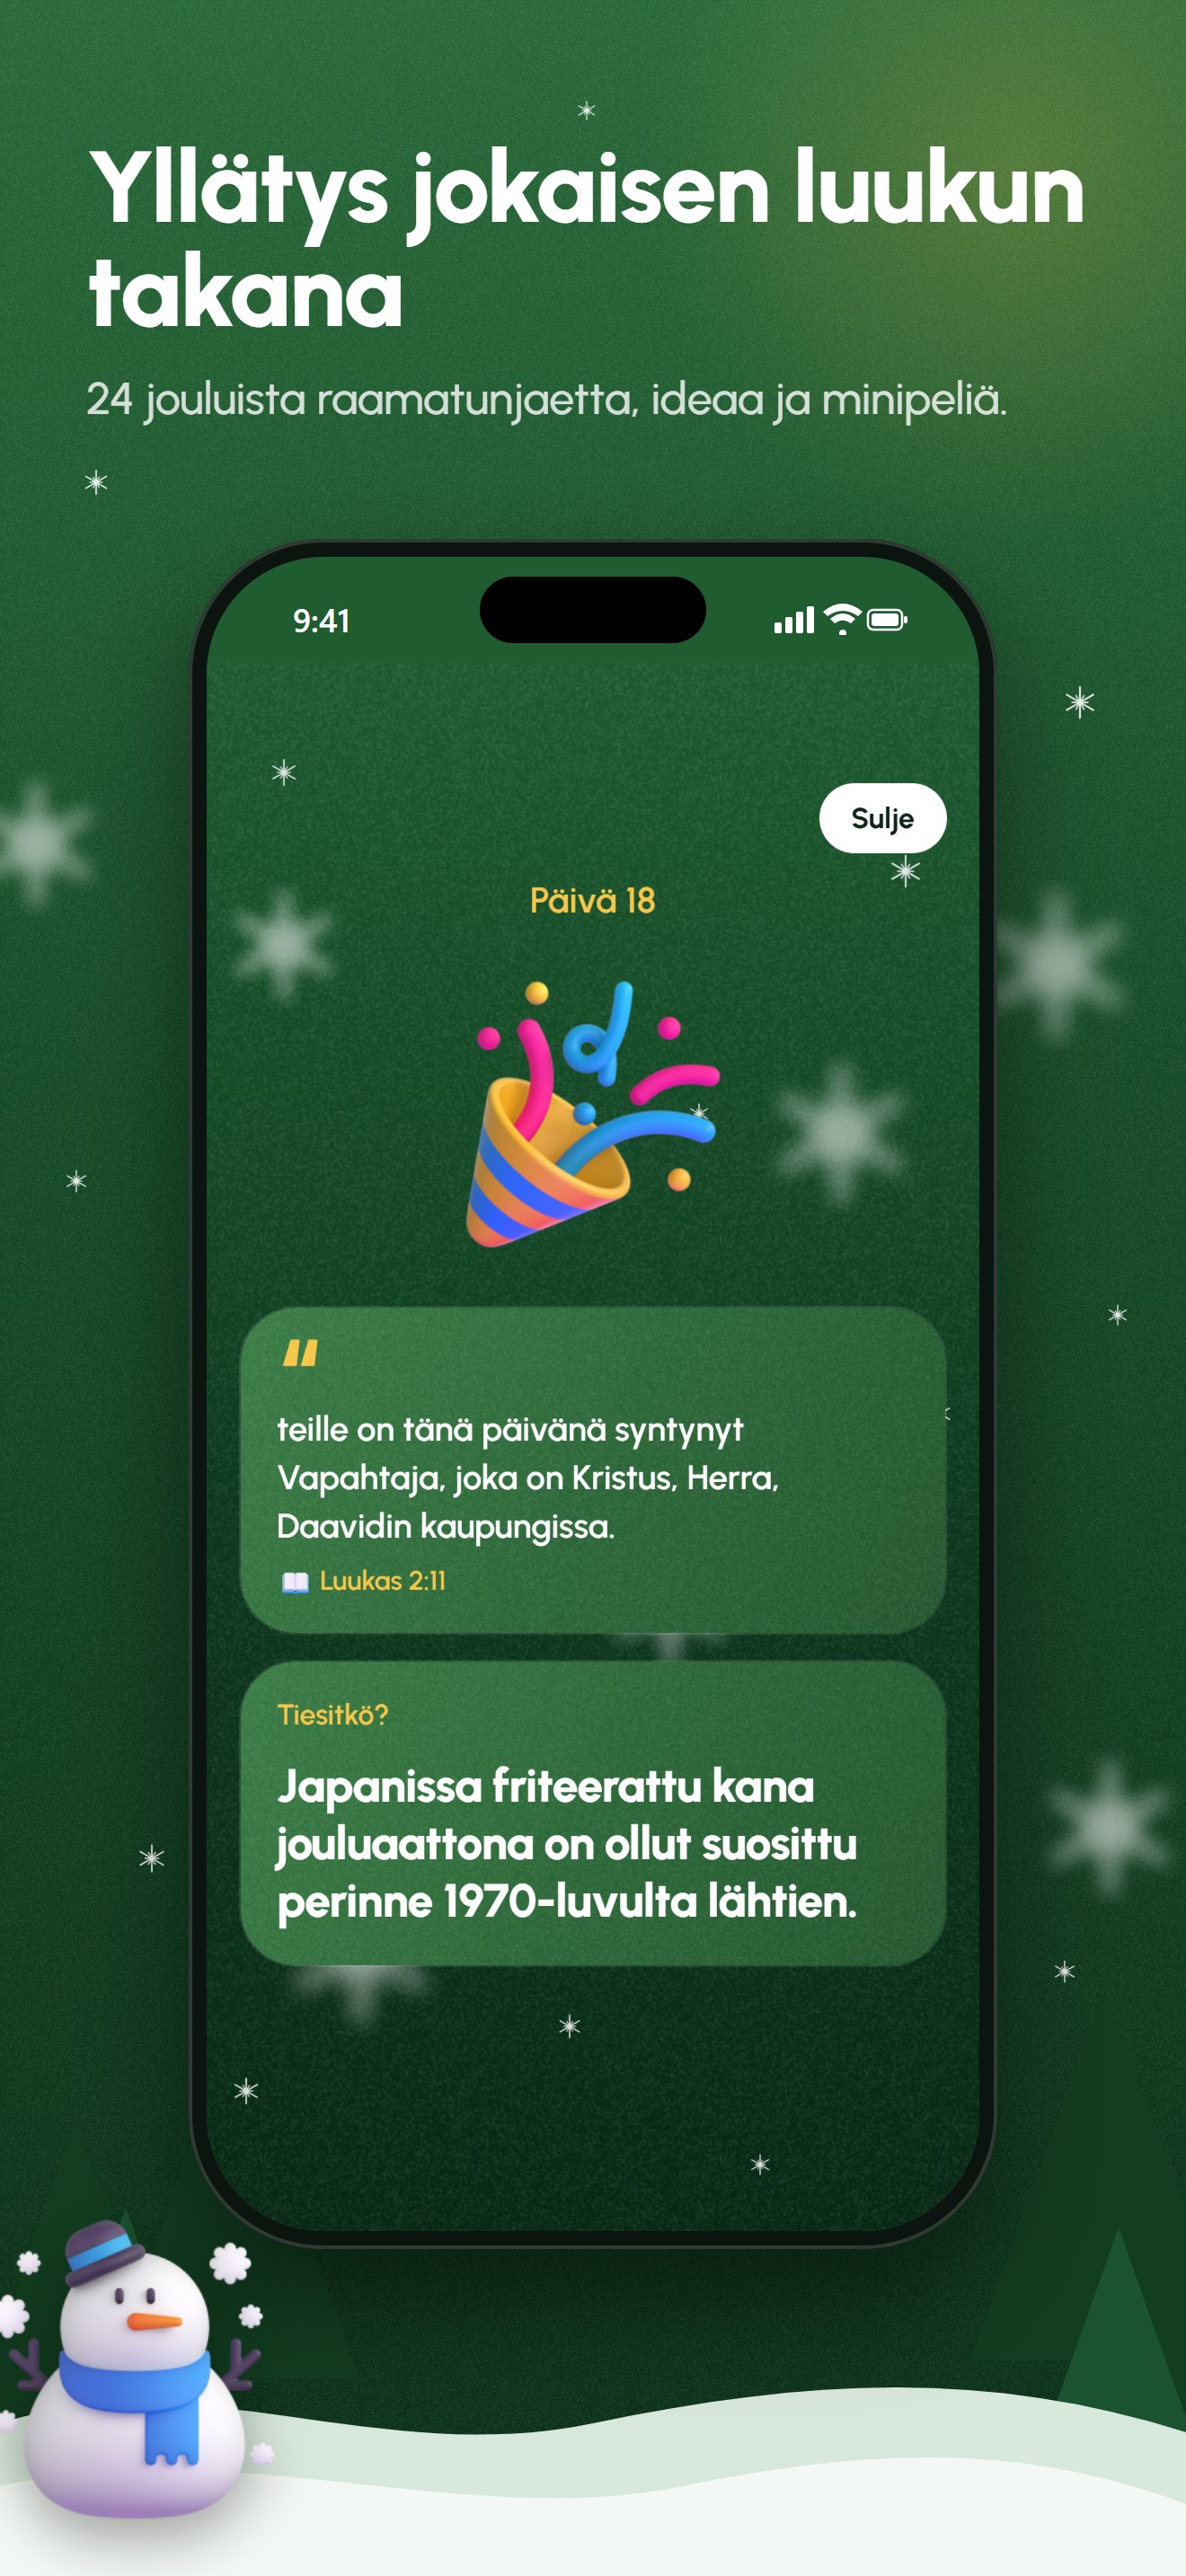 Yllätys jokaisen luukun
takana
24 jouluista raamatunjaetta, ideaa ja minipeliä.
9:41
Sulje
Päivä 18
"
teille on tänä päivänä syntynyt
Vapahtaja, joka on Kristus, Herra,
Daavidin kaupungissa.
Luukas 2:11
Tiesitkö?
Japanissa friteerattu kana
jouluaattona on ollut suosittu
perinne 1970-luvulta lähtien.